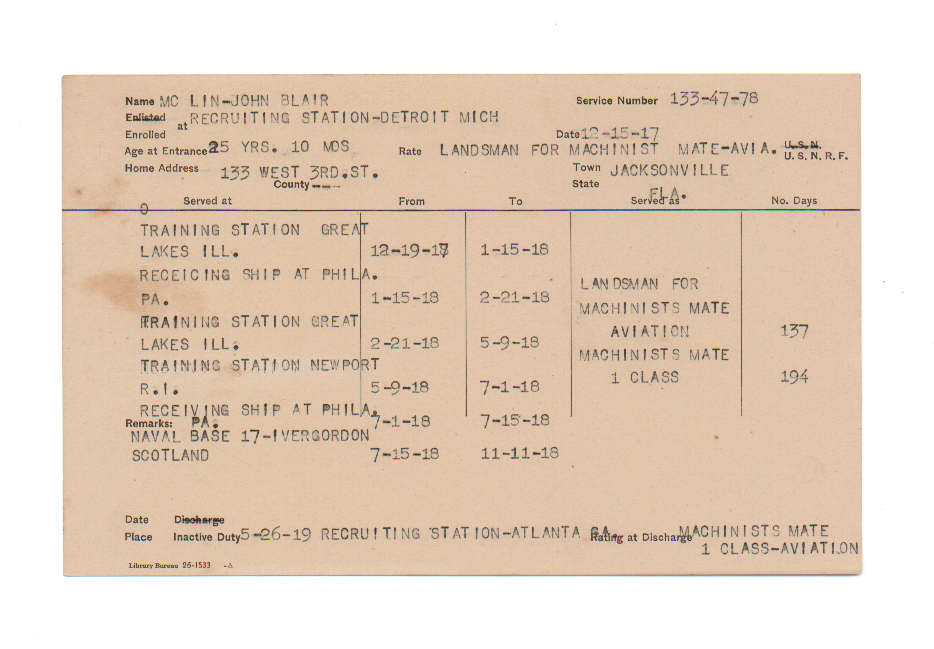 Name MC LIN-JOHN BLAIR Service Number 133-47-78
Enlisted
Enrolled at RECRUITING STATION-DETROIT MICH Date 12-15-17
Age at Entrance 25 YRS. 10 MOS Rate LANDSMAN FOR MACHINIST MATE-AVIA. U.S.N. U.S.N.R.F.
Home Address 133 WEST 3RD.ST. Town JACKSONVILLE
County ---- State FLA.
Served at From To Served as No. Days
TRAINING STATION GREAT
LAKES ILL. 12-19-17 1-15-18
RECEICING SHIP AT PHILA.
LANDSMAN FOR
PA. 1-15-18 2-21-18 MACHINISTS MATE
TRAINING STATION GREAT AVIATION 137
LAKES ILL. 2-21-18 5-9-18 MACHINISTS MATE
TRAINING STATION NEWPORT 1 CLASS 194
R.I. 5-9-18 7-1-18
RECEIVING SHIP AT PHILA.
Remarks: PA. 7-1-18 7-15-18
NAVAL BASE 17-IVERGORDON
SCOTLAND 7-15-18 11-11-18
Date Discharge
Place Inactive Duty 5-26-19 RECRUITING STATION-ATLANTA GA. Rating at Discharge MACHINISTS MATE
1 CLASS-AVIATION
Library Bureau 26-1533